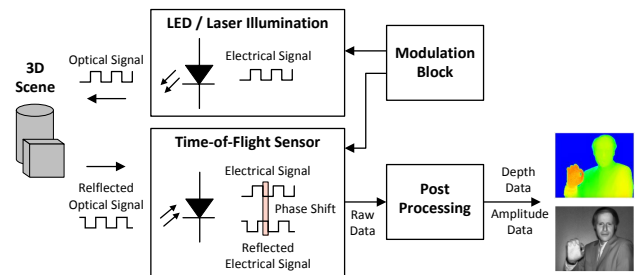 LED / Laser Illumination
Optical Signal
Electrical Signal
Modulation
Block
3D
Scene
Time-of-Flight Sensor
Relflected
Optical Signal
Electrical Signal
Phase Shift
Reflected
Electrical Signal
Raw
Data
Post
Processing
Depth
Data
Amplitude
Data